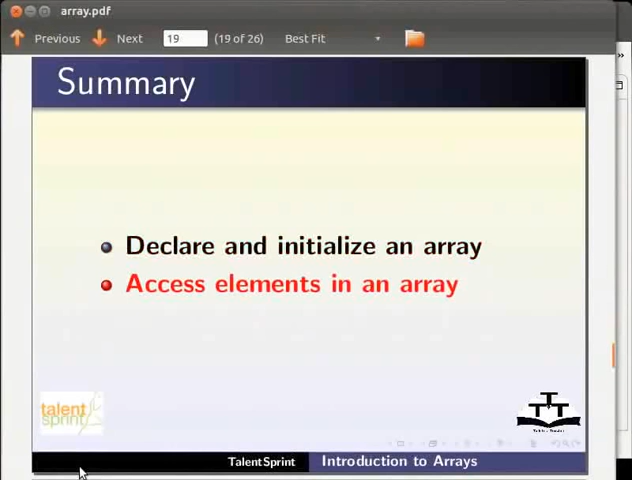 array.pdf
Previous Next 19 (19 of 26) Best Fit
»
Summary
Declare and initialize an array
Access elements in an array
talent
sprint
TTT
TalentSprint Introduction to Arrays